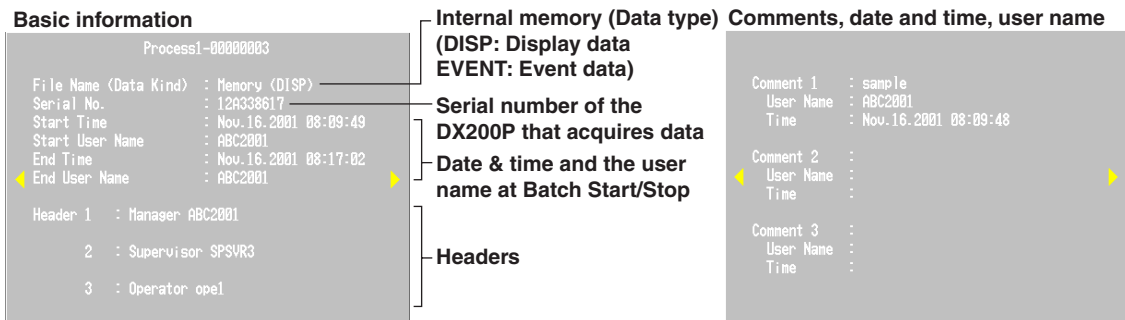 Basic information
Process1-00000003
File Name (Data Kind) : Memory (DISP)
Serial No. : 12A338617
Start Time : Nov.16.2001 08:09:49
Start User Name : ABC2001
End Time : Nov.16.2001 08:17:02
End User Name : ABC2001
Header 1 : Manager ABC2001
2 : Supervisor SPSVR3
3 : Operator ope1
Internal memory (Data type)
(DISP: Display data
EVENT: Event data)
Serial number of the
DX200P that acquires data
Date & time and the user
name at Batch Start/Stop
Headers
Comments, date and time, user name
Comment 1 : sample
User Name : ABC2001
Time : Nov.16.2001 08:09:48
Comment 2 :
User Name :
Time :
Comment 3 :
User Name :
Time :